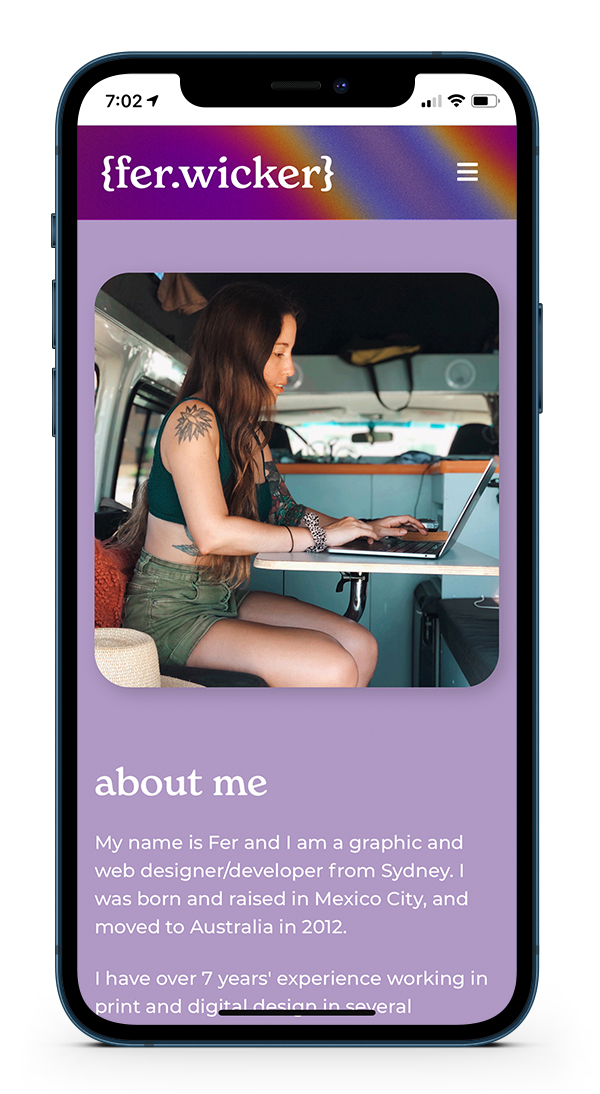 7:02
{fer.wicker}
about me
My name is Fer and I am a graphic and
web designer/developer from Sydney. I
was born and raised in Mexico City, and
moved to Australia in 2012.
I have over 7 years' experience working in
print and digital design in several